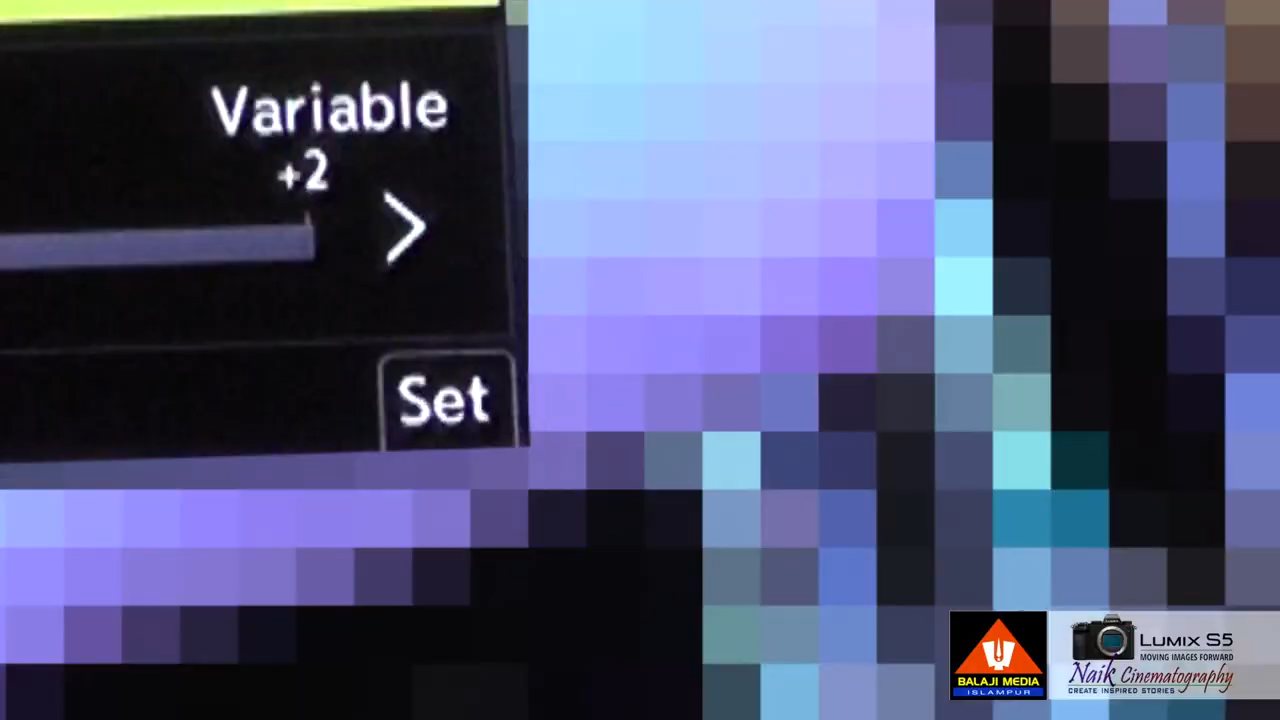 Variable
+2
>
Set
BALAJI MEDIA
ISLAMPUR
LUMIX S5
MOVING IMAGES FORWARD
Naik Cinematography
CREATE INSPIRED STORIES